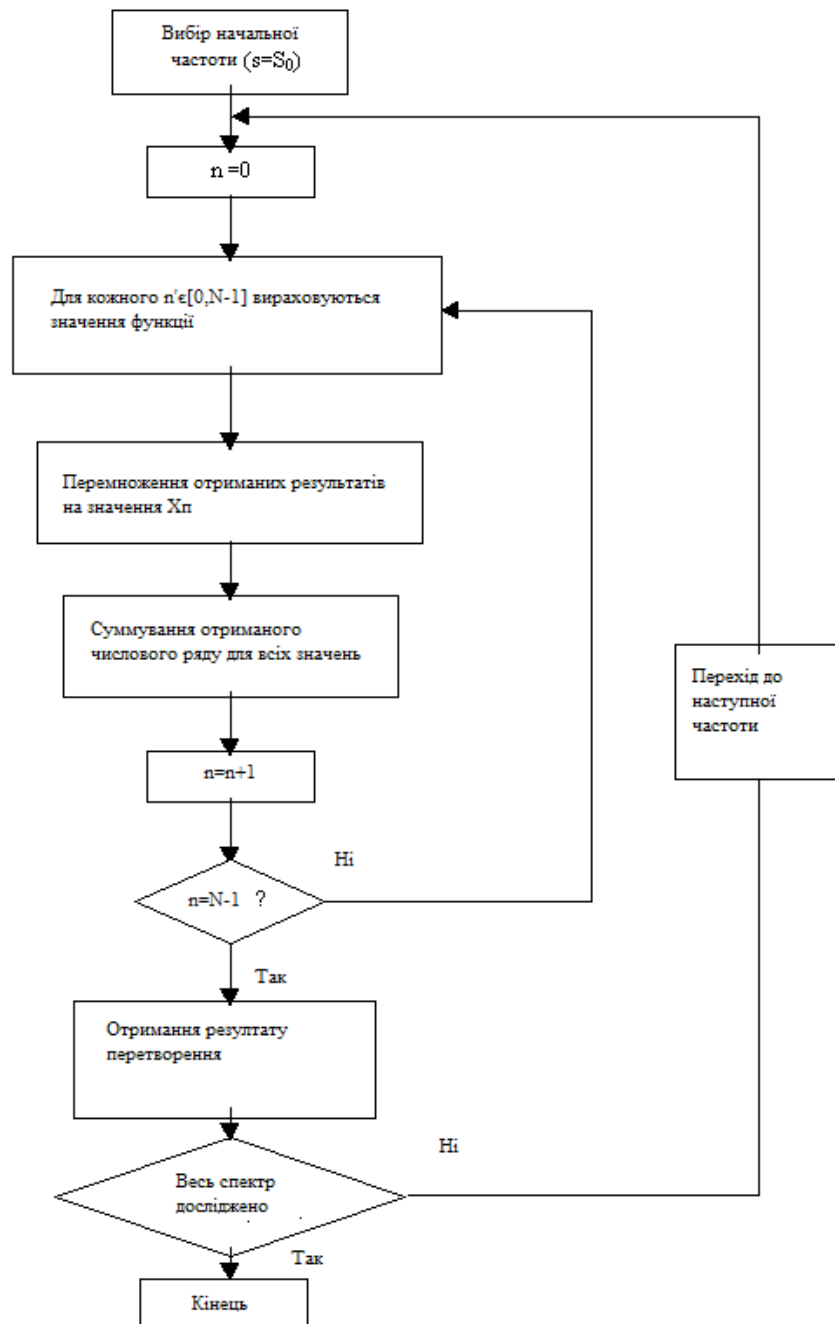 Вибір начальної
частоти (s=S₀)
n =0
Для кожного n'є[0,N-1] вираховуються
значення функції
Перемноження отриманих результатів
на значення Хп
Суммування отриманого
числового ряду для всіх значень
Перехід до
наступної
частоти
n=n+1
Ні
n=N-1 ?
Так
Отримання резултату
перетворення
Ні
Весь спектр
досліджено
Так
Кінець